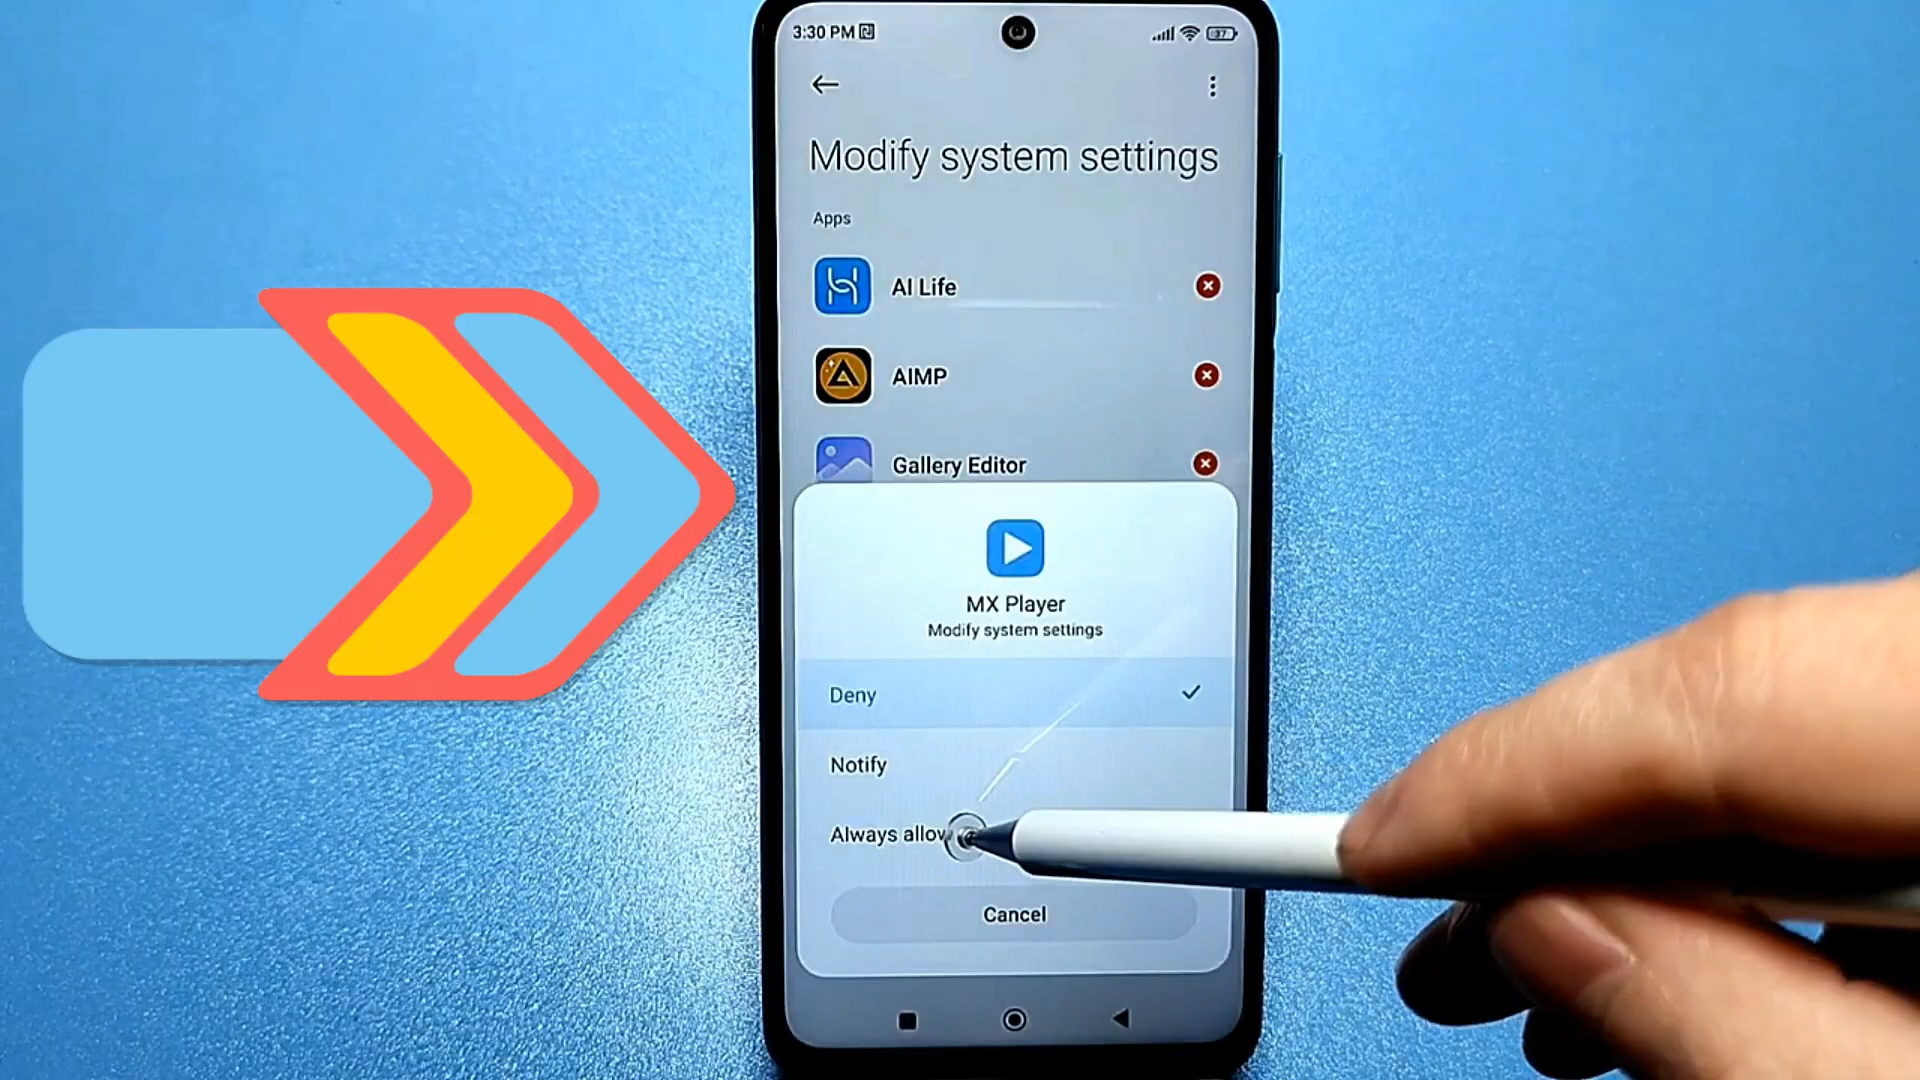 3:30 PM
37
Modify system settings
Apps
AI Life
AIMP
Gallery Editor
MX Player
Modify system settings
Deny
Notify
Always allow
Cancel